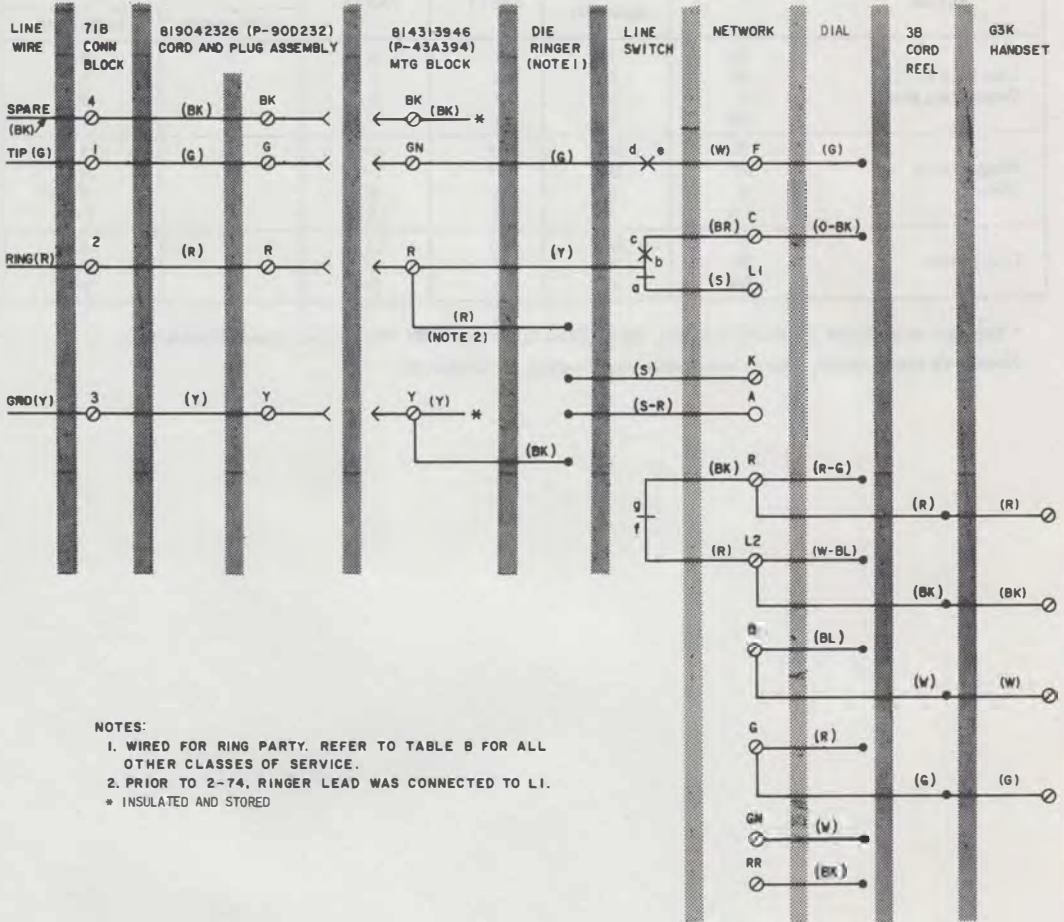 LINE WIRE
71B CONN BLOCK
819042326 (P-90D232) CORD AND PLUG ASSEMBLY
814313946 (P-43A394) MTG BLOCK
DIE RINGER (NOTE 1)
LINE SWITCH
NETWORK
DIAL
3B CORD REEL
G3K HANDSET
SPARE (BK) 4 (BK) BK BK (BK) *
TIP (G) 1 (G) G GN (G) d e (W) F (G)
c (BR) C (O-BK)
RING (R) 2 (R) R R (Y) b
a (S) L1
(R) (NOTE 2)
(S) K
GRD (Y) 3 (Y) Y Y (Y) * (S-R) A
(BK)
g (BK) R (R-G)
(R) (R)
f (R) L2 (W-BL)
(BK) (BK)
(BL)
(W) (W)
G (R)
(G) (G)
GN (W)
RR (BK)
NOTES:
1. WIRED FOR RING PARTY. REFER TO TABLE B FOR ALL
OTHER CLASSES OF SERVICE.
2. PRIOR TO 2-74, RINGER LEAD WAS CONNECTED TO L1.
* INSULATED AND STORED